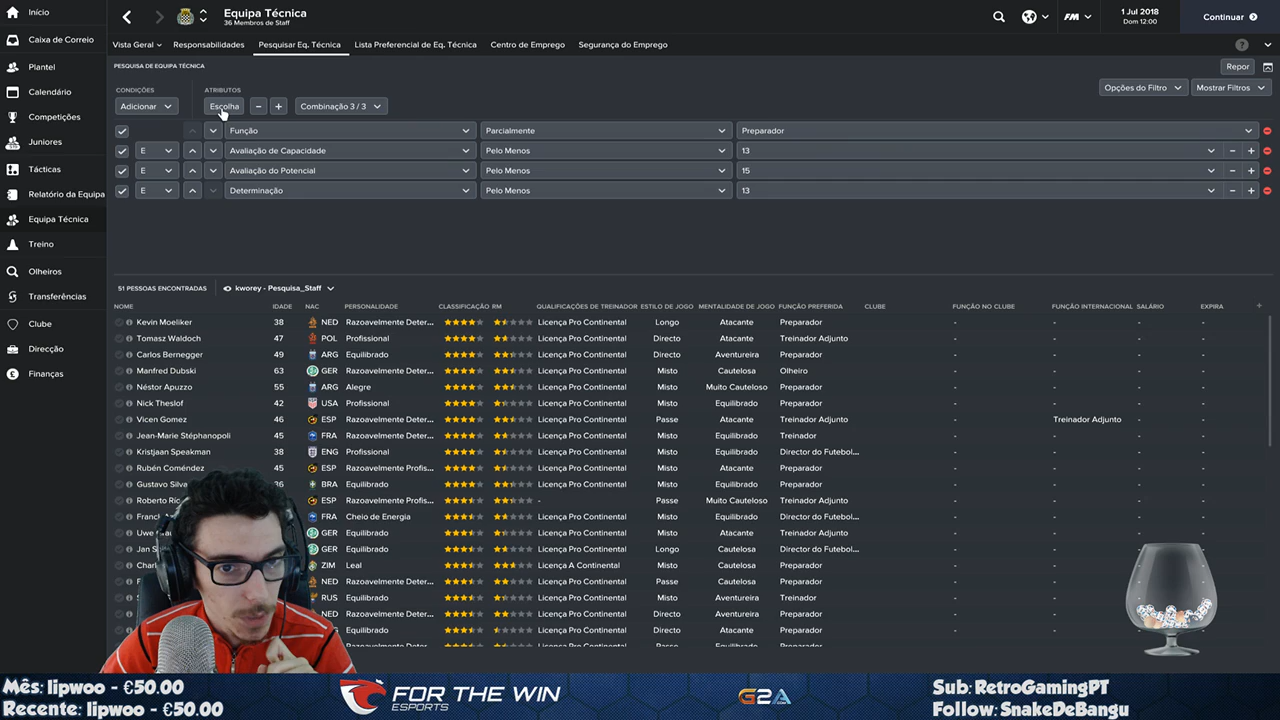 Início
Caixa de Correio
Plantel
Calendário
Competições
Juniores
Tácticas
Relatório da Equipa
Equipa Técnica
Treino
Olheiros
Transferências
Clube
Direcção
Finanças
Equipa Técnica
36 Membros de Staff
FM
1 Jul 2018
Dom 12:00
Continuar
Vista Geral
Responsabilidades
Pesquisar Eq. Técnica
Lista Preferencial de Eq. Técnica
Centro de Emprego
Segurança do Emprego
PESQUISA DE EQUIPA TÉCNICA
Repor
CONDIÇÕES
ATRIBUTOS
Adicionar
Escolha
Combinação 3 / 3
Opções do Filtro
Mostrar Filtros
Função Parcialmente Preparador
E Avaliação de Capacidade Pelo Menos 13
E Avaliação do Potencial Pelo Menos 15
E Determinação Pelo Menos 13
51 PESSOAS ENCONTRADAS
kworey - Pesquisa_Staff
NOME IDADE NAC PERSONALIDADE CLASSIFICAÇÃO RM QUALIFICAÇÕES DE TREINADOR ESTILO DE JOGO MENTALIDADE DE JOGO FUNÇÃO PREFERIDA CLUBE FUNÇÃO NO CLUBE FUNÇÃO INTERNACIONAL SALÁRIO EXPIRA
Kevin Moeliker 38 NED Razoavelmente Deter... Licença Pro Continental Longo Atacante Preparador - - - - -
Tomasz Waldoch 47 POL Profissional Licença Pro Continental Directo Atacante Treinador Adjunto - - - - -
Carlos Bernegger 49 ARG Equilibrado Licença Pro Continental Directo Aventureira Preparador - - - - -
Manfred Dubski 63 GER Razoavelmente Deter... Licença Pro Continental Misto Cautelosa Olheiro - - - - -
Néstor Apuzzo 55 ARG Alegre Licença Pro Continental Misto Muito Cauteloso Preparador - - - - -
Nick Theslof 42 USA Profissional Licença Pro Continental Misto Equilibrado Preparador - - - - -
Vicen Gomez 46 ESP Razoavelmente Deter... Licença Pro Continental Passe Atacante Treinador Adjunto - - Treinador Adjunto - -
Jean-Marie Stéphanopoli 45 FRA Razoavelmente Deter... Licença Pro Continental Misto Equilibrado Treinador - - - - -
Kristjaan Speakman 38 ENG Profissional Licença Pro Continental Misto Equilibrado Director do Futebol... - - - - -
Rubén Coméndez 45 ESP Razoavelmente Profis... Licença Pro Continental Misto Atacante Preparador - - - - -
Gustavo Silva 36 BRA Equilibrado Licença Pro Continental Misto Equilibrado Preparador - - - - -
Roberto ESP Razoavelmente Profis... - Passe Muito Cauteloso Treinador Adjunto - - - - -
FRA Cheio de Energia Licença Pro Continental Misto Equilibrado Director do Futebol... - - - - -
Uwe GER Equilibrado Licença Pro Continental Misto Atacante Treinador Adjunto - - - - -
Jan GER Equilibrado Licença Pro Continental Longo Atacante Director do Futebol... - - - - -
ZIM Leal Licença A Continental Misto Cautelosa Treinador Adjunto - - - - -
NED Razoavelmente Deter... Licença Pro Continental Passe Cautelosa Treinador Adjunto - - - - -
RUS Equilibrado Licença Pro Continental Misto Aventureira Preparador - - - - -
NED Razoavelmente Deter... Licença Pro Continental Directo Aventureira Preparador - - - - -
ARG Equilibrado Licença Pro Continental Directo Atacante Treinador Adjunto - - - - -
Mês: lipwoo - €50.00
Recente: lipwoo - €50.00
FOR THE WIN
ESPORTS
G2A
.COM
Sub: RetroGamingPT
Follow: SnakeDeBangu